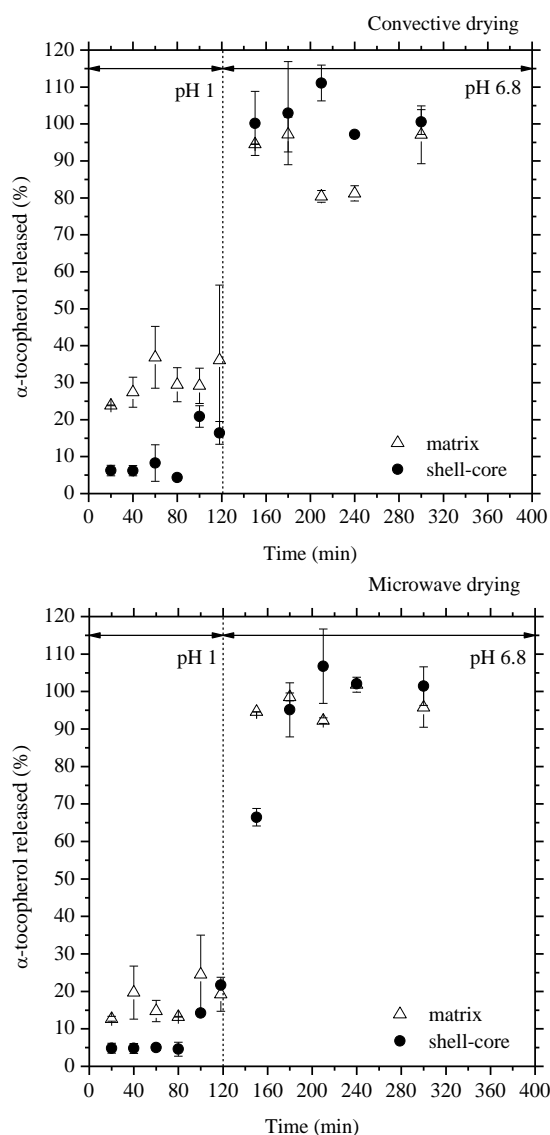 Convective drying
120
110
100
90
80
70
60
50
40
30
20
10
0
α-tocopherol released (%)
pH 1
pH 6.8
matrix
shell-core
0 40 80 120 160 200 240 280 320 360 400
Time (min)
Microwave drying
120
110
100
90
80
70
60
50
40
30
20
10
0
α-tocopherol released (%)
pH 1
pH 6.8
matrix
shell-core
0 40 80 120 160 200 240 280 320 360 400
Time (min)